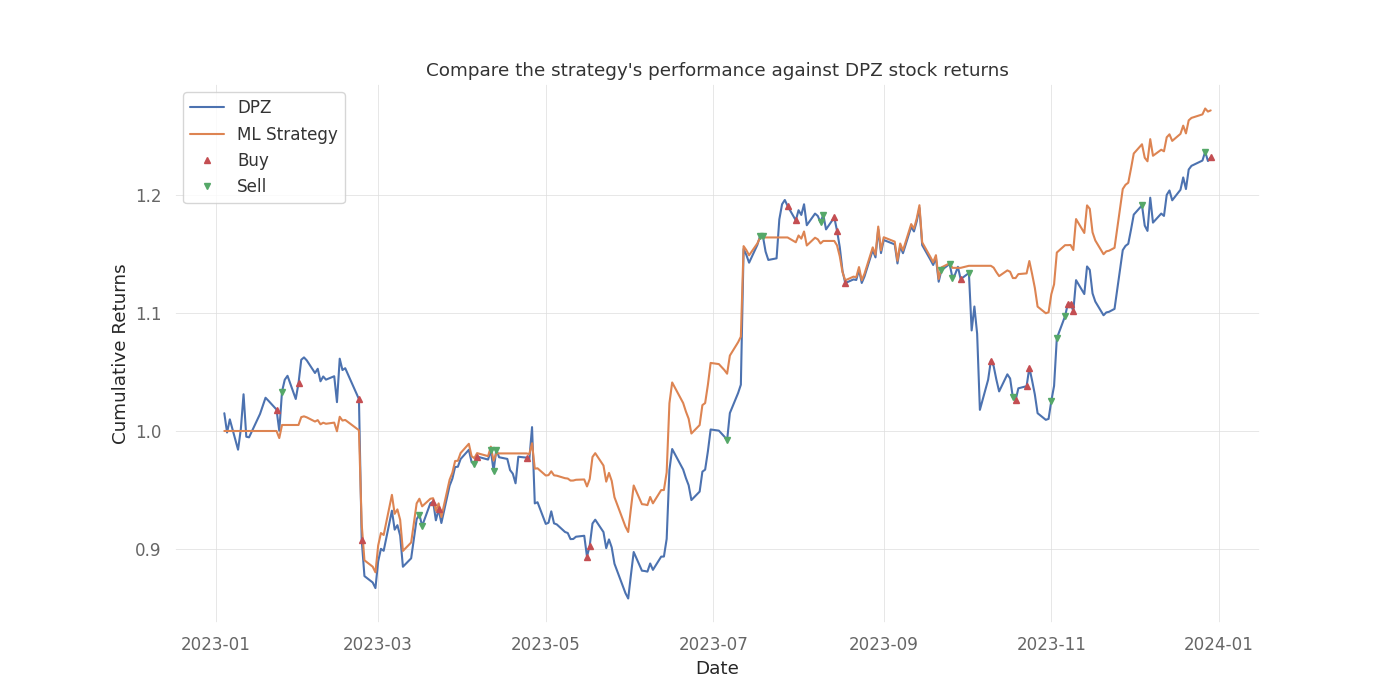 Compare the strategy's performance against DPZ stock returns
DPZ
ML Strategy
Buy
Sell
Cumulative Returns
1.2
1.1
1.0
0.9
2023-01
2023-03
2023-05
2023-07
2023-09
2023-11
2024-01
Date